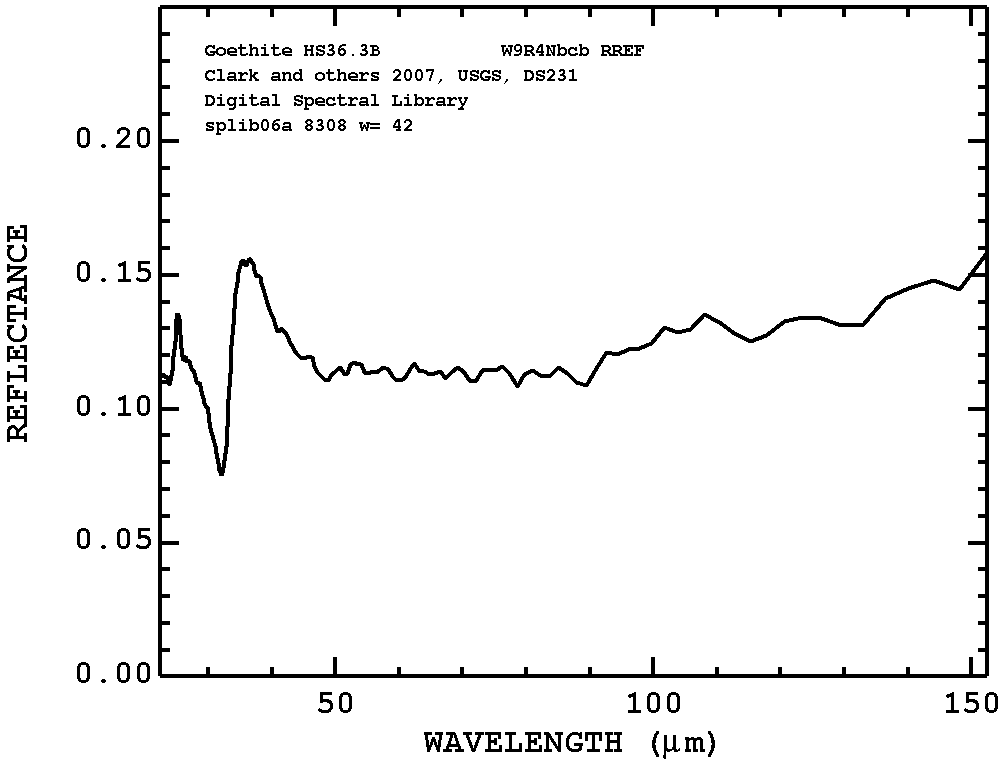 Goethite HS36.3B W9R4Nbcb RREF
Clark and others 2007, USGS, DS231
Digital Spectral Library
splib06a 8308 w= 42
REFLECTANCE
0.20
0.15
0.10
0.05
0.00
50 100 150
WAVELENGTH (μm)